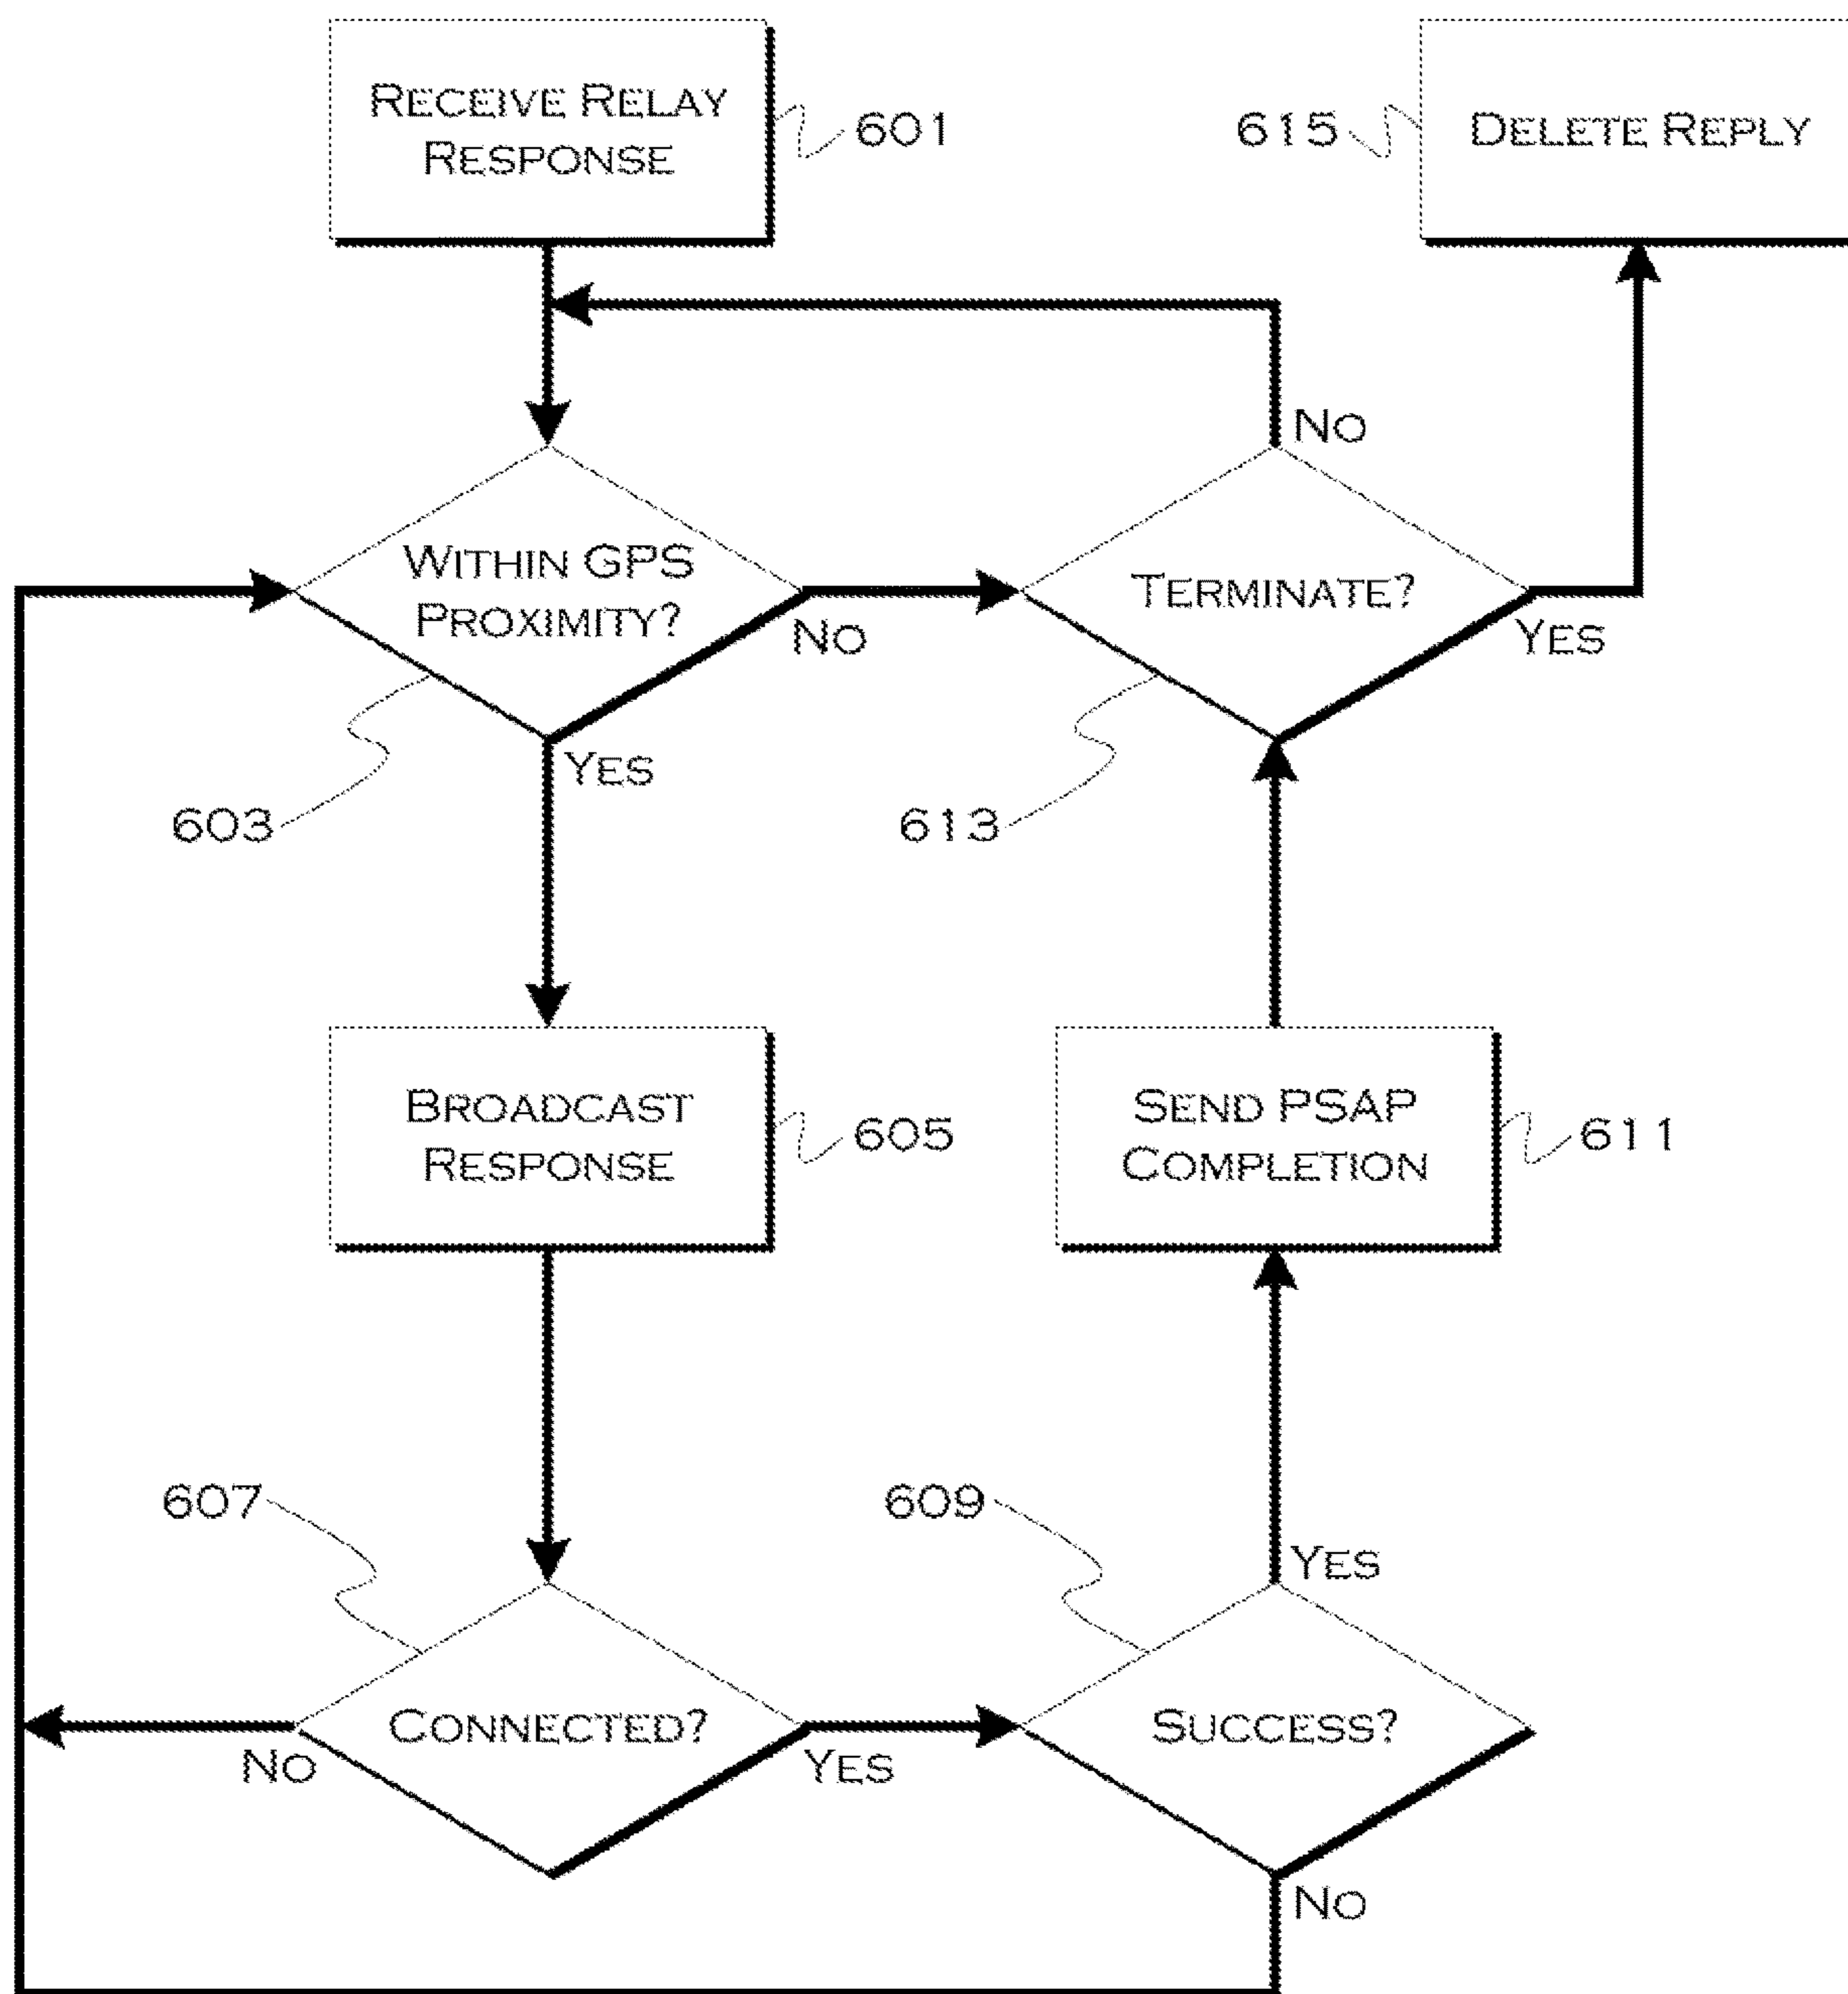 RECEIVE RELAY
RESPONSE
601
615
DELETE REPLY
NO
WITHIN GPS
PROXIMITY?
NO
TERMINATE?
YES
YES
603
613
BROADCAST
RESPONSE
605
SEND PSAP
COMPLETION
611
607
609
YES
CONNECTED?
NO
YES
SUCCESS?
NO